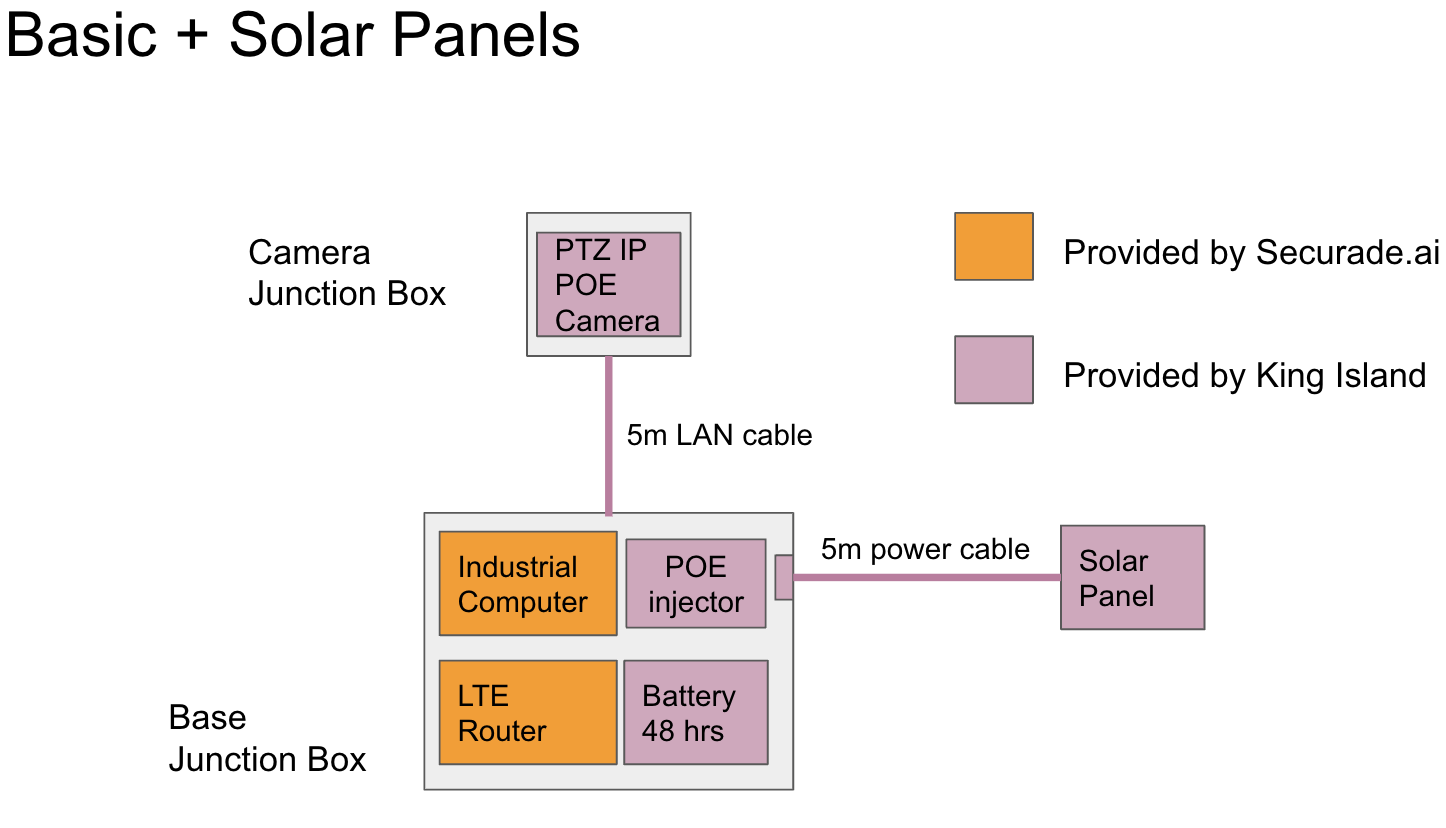 Basic + Solar Panels
Camera
Junction Box
PTZ IP
POE
Camera
Provided by Securade.ai
Provided by King Island
5m LAN cable
Industrial
Computer
POE
injector
5m power cable
Solar
Panel
LTE
Router
Battery
48 hrs
Base
Junction Box